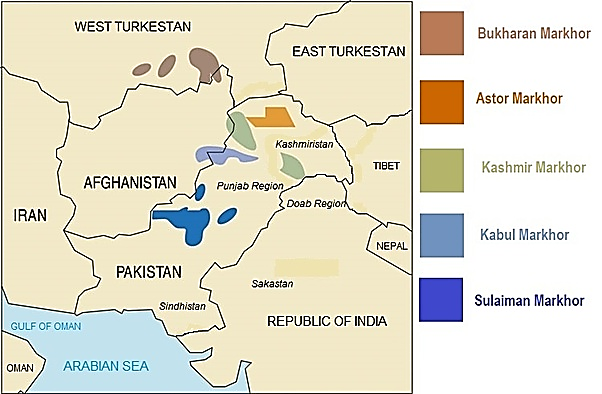 WEST TURKESTAN
EAST TURKESTAN
Kashmiristan
TIBET
AFGHANISTAN
Punjab Region
Doab Region
IRAN
NEPAL
PAKISTAN
Sakastan
Sindhistan
REPUBLIC OF INDIA
GULF OF OMAN
OMAN
ARABIAN SEA
Bukharan Markhor
Astor Markhor
Kashmir Markhor
Kabul Markhor
Sulaiman Markhor